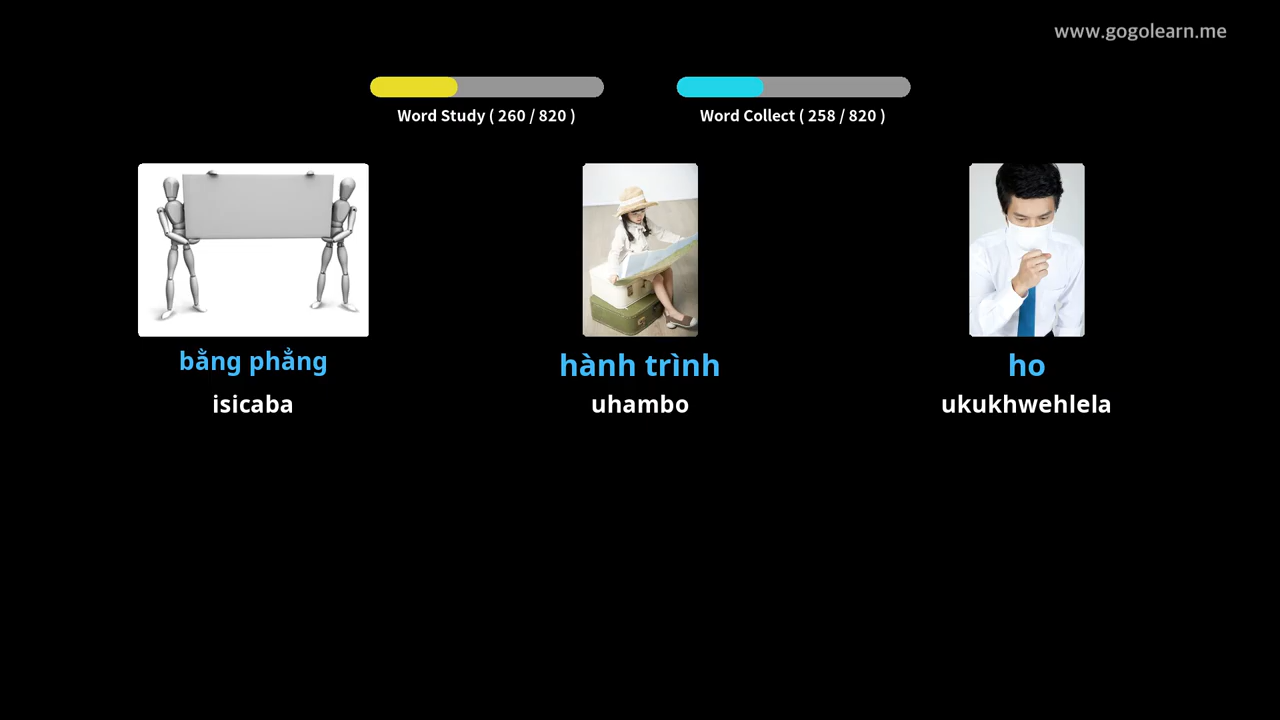 www.gogolearn.me
Word Study ( 260 / 820 )
Word Collect ( 258 / 820 )
bằng phẳng
isicaba
hành trình
uhambo
ho
ukukhwehlela